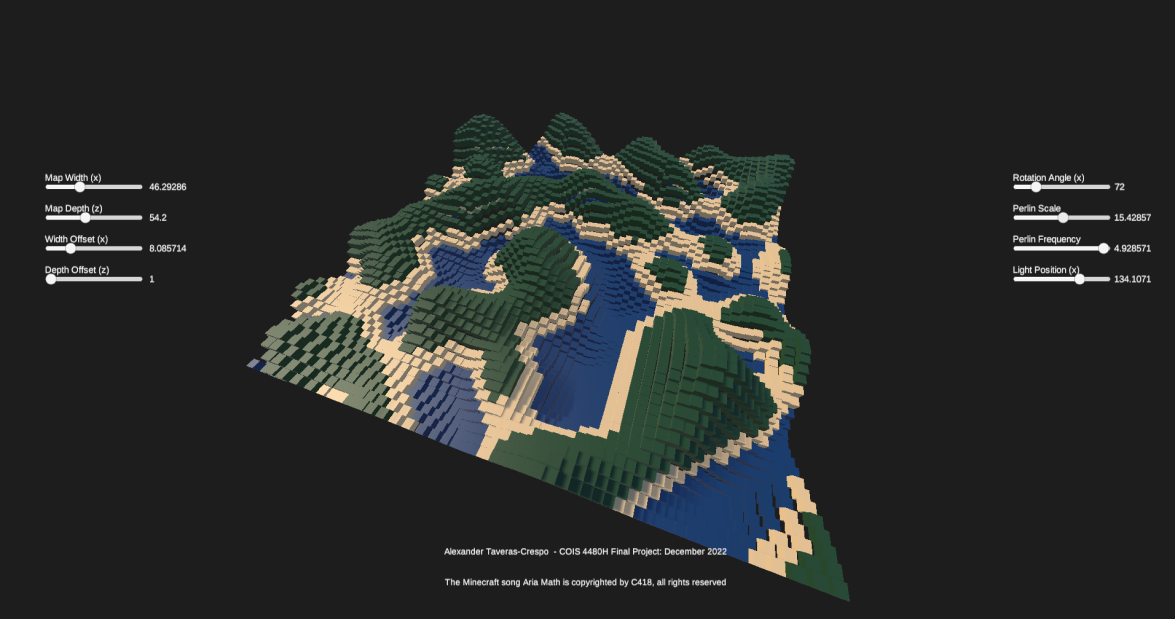 Map Width (x)
46.29286
Map Depth (z)
54.2
Width Offset (x)
8.085714
Depth Offset (z)
1
Rotation Angle (x)
72
Perlin Scale
15.42857
Perlin Frequency
4.928571
Light Position (x)
134.1071
Alexander Taveras-Crespo - COIS 4480H Final Project: December 2022
The Minecraft song Aria Math is copyrighted by C418, all rights reserved